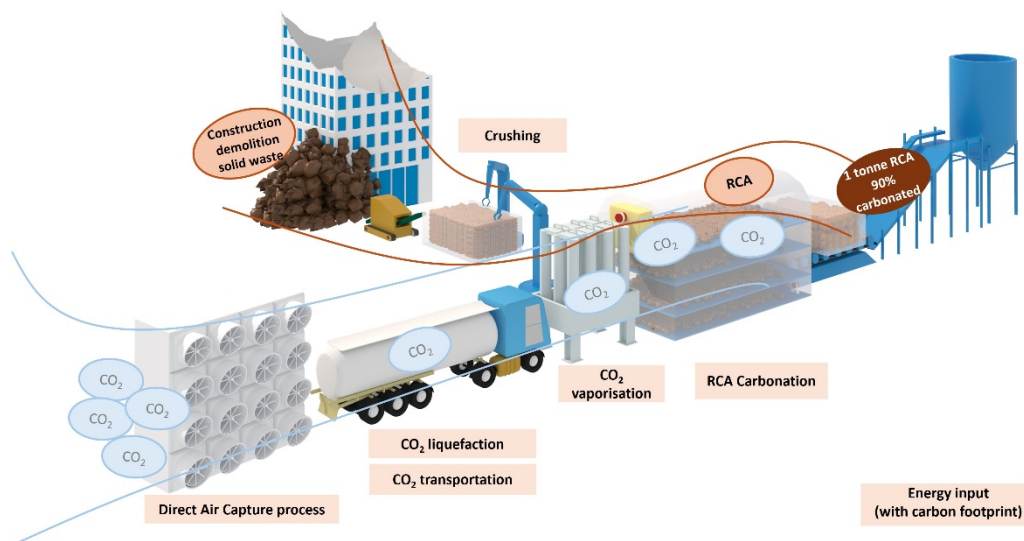 Construction
demolition
solid waste
Crushing
RCA
1 tonne RCA
90%
carbonated
CO₂
CO₂
CO₂
CO₂
CO₂
CO₂
CO₂
CO₂
CO₂
vaporisation
RCA Carbonation
CO₂ liquefaction
CO₂ transportation
Direct Air Capture process
Energy input
(with carbon footprint)